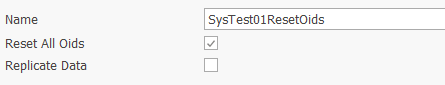 Name SysTest01ResetOids
Reset All Oids
Replicate Data